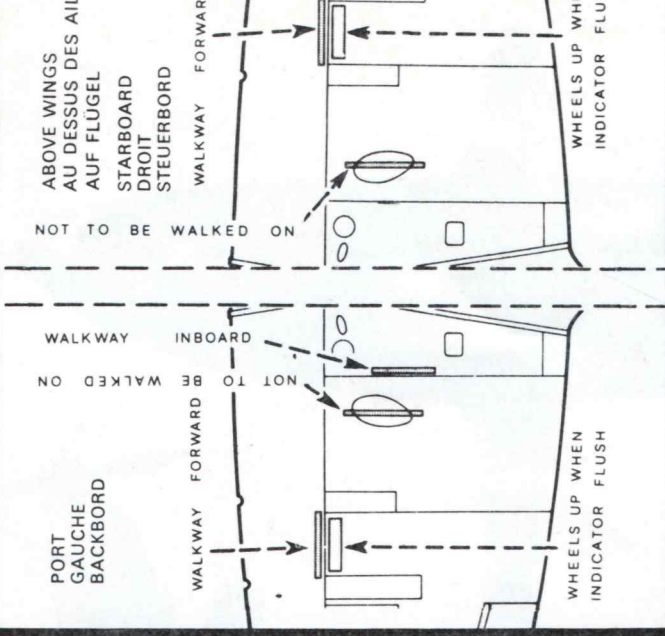 ABOVE WINGS
AU DESSUS DES AIL
AUF FLÜGEL
STARBOARD
DROIT
STEUERBORD
WALKWAY FORWARD
WHEELS UP
INDICATOR FLU
NOT TO BE WALKED ON
WALKWAY INBOARD
NOT TO BE WALKED ON
PORT
GAUCHE
BACKBORD
WALKWAY FORWARD
WHEELS UP WHEN
INDICATOR FLUSH